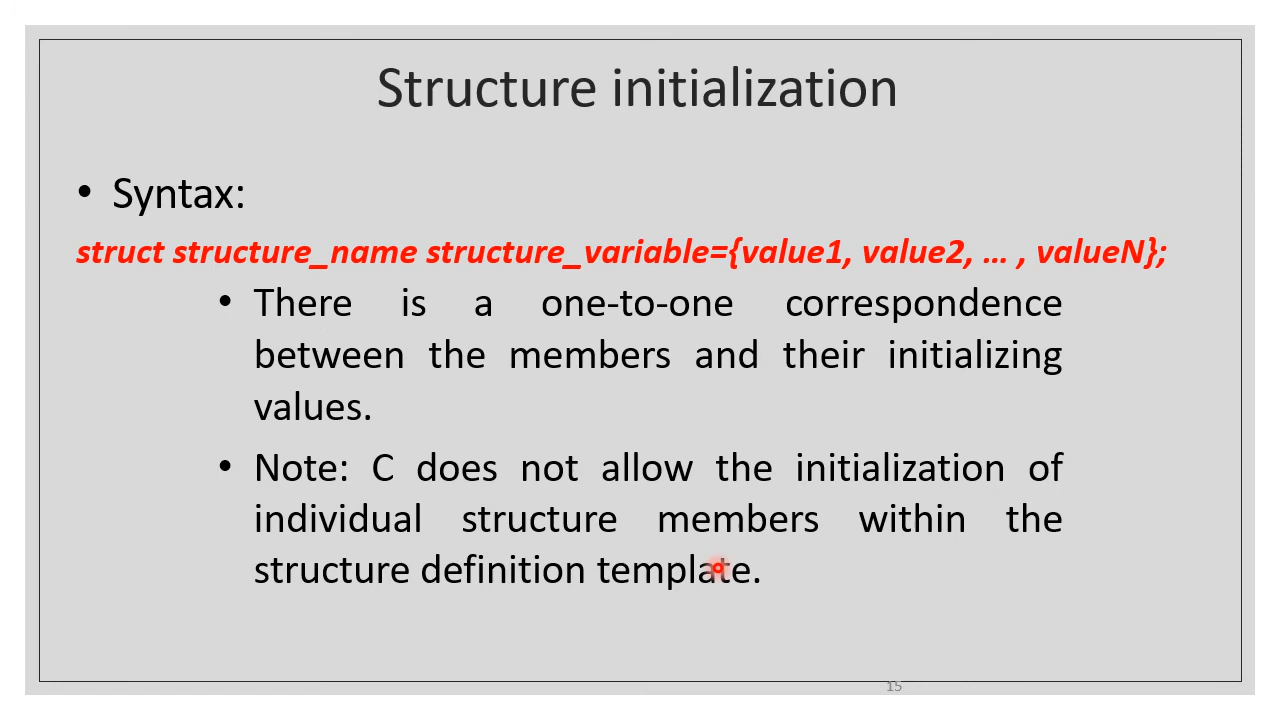 Structure initialization
• Syntax:
struct structure_name structure_variable={value1, value2, … , valueN};
• There is a one-to-one correspondence
between the members and their initializing
values.
• Note: C does not allow the initialization of
individual structure members within the
structure definition template.
15